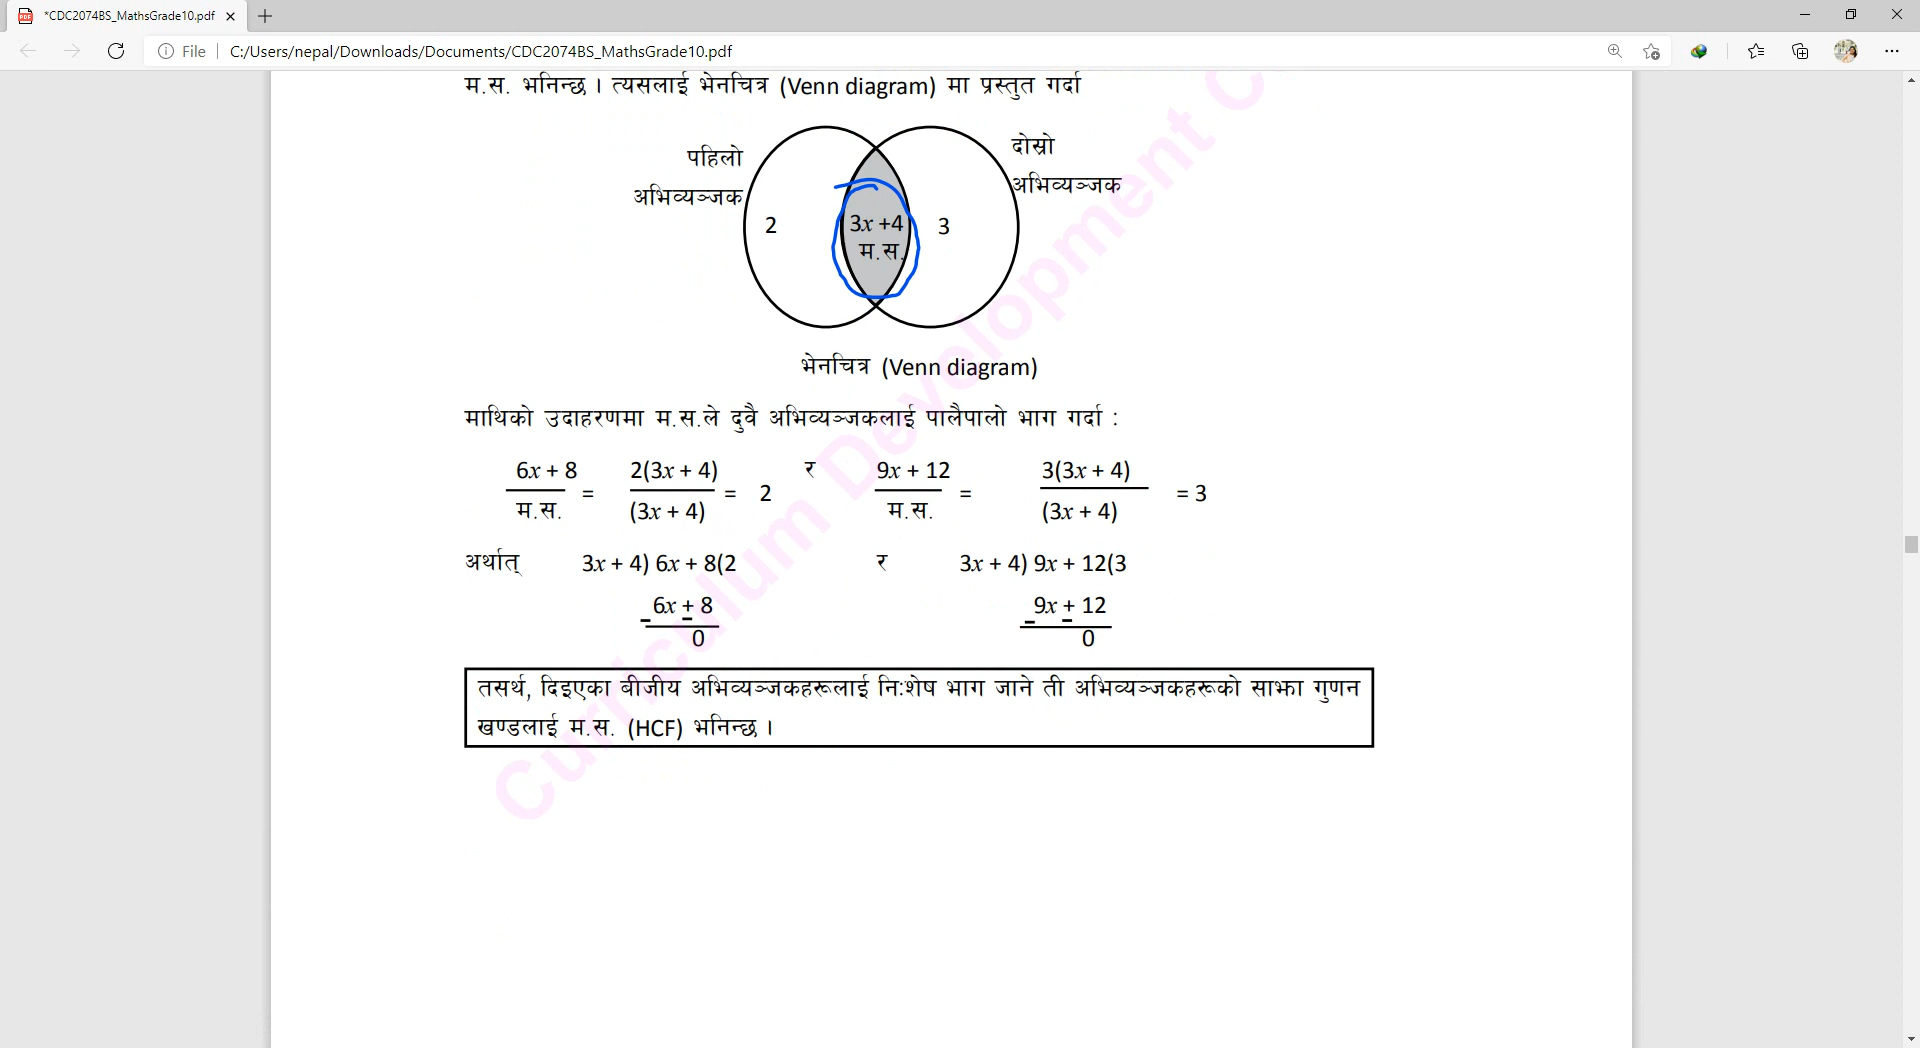 *CDC2074BS_MathsGrade10.pdf
File
C:/Users/nepal/Downloads/Documents/CDC2074BS_MathsGrade10.pdf
म.स. भनिन्छ । त्यसलाई भेनचित्र (Venn diagram) मा प्रस्तुत गर्दा
पहिलो
अभिव्यञ्जक
दोस्रो
अभिव्यञ्जक
2
3x +4
म.स.
3
भेनचित्र (Venn diagram)
माथिको उदाहरणमा म.स.ले दुवै अभिव्यञ्जकलाई पालैपालो भाग गर्दा :
6x + 8 2(3x + 4) र 9x + 12 3(3x + 4)
= = 2 = = 3
म.स. (3x + 4) म.स. (3x + 4)
अर्थात् 3x + 4) 6x + 8(2 र 3x + 4) 9x + 12(3
6x + 8 9x + 12
- - - -
0 0
तसर्थ, दिइएका बीजीय अभिव्यञ्जकहरूलाई नि:शेष भाग जाने ती अभिव्यञ्जकहरूको साझा गुणन
खण्डलाई म.स. (HCF) भनिन्छ ।
Curriculum Development C